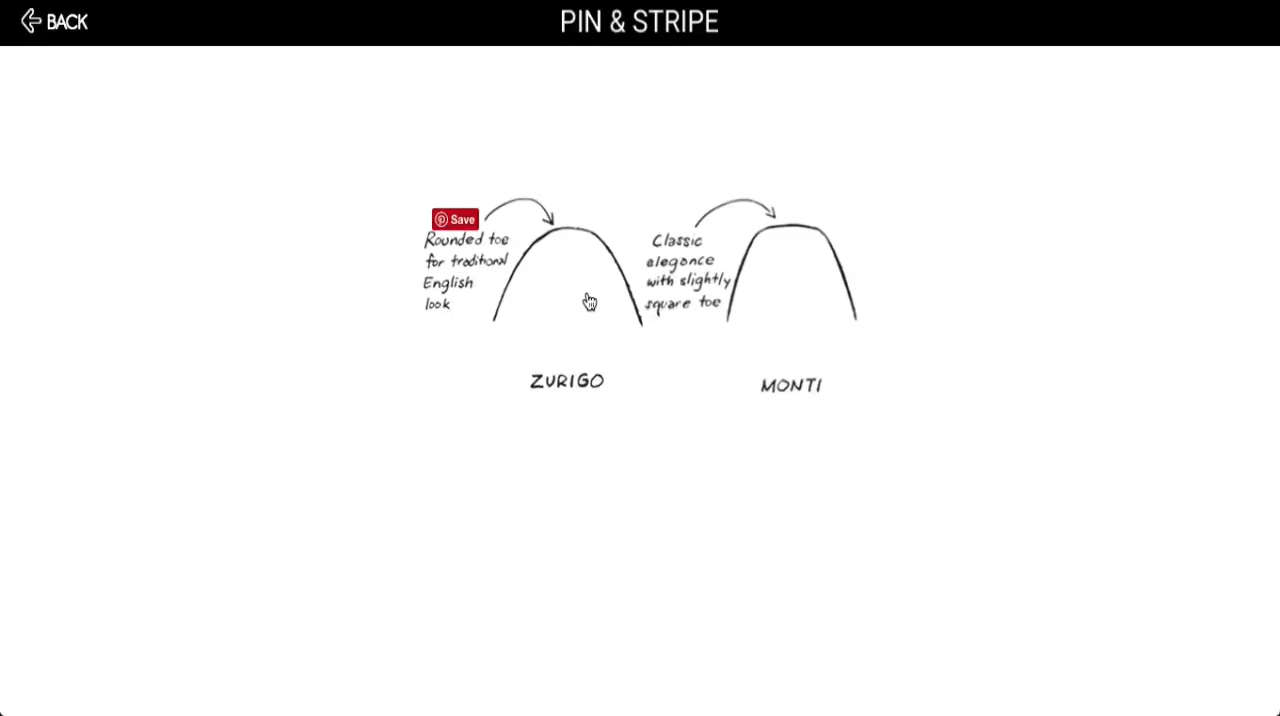 BACK
PIN & STRIPE
Save
Rounded toe
for traditional
English
look
Classic
elegance
with slightly
square toe
ZURIGO
MONTI